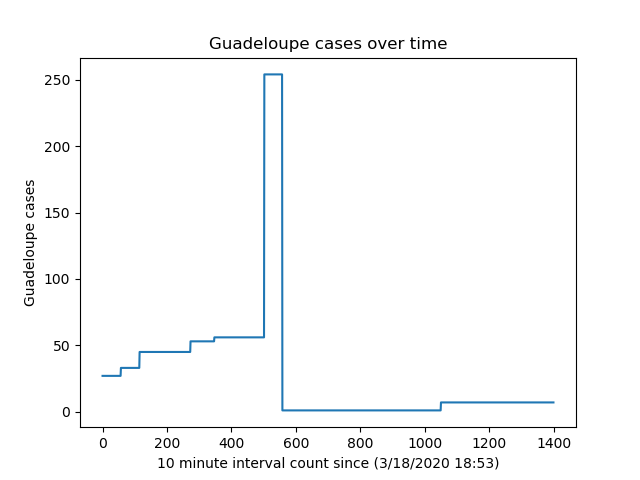 Guadeloupe cases over time
250
200
150
100
50
0
Guadeloupe cases
0 200 400 600 800 1000 1200 1400
10 minute interval count since (3/18/2020 18:53)